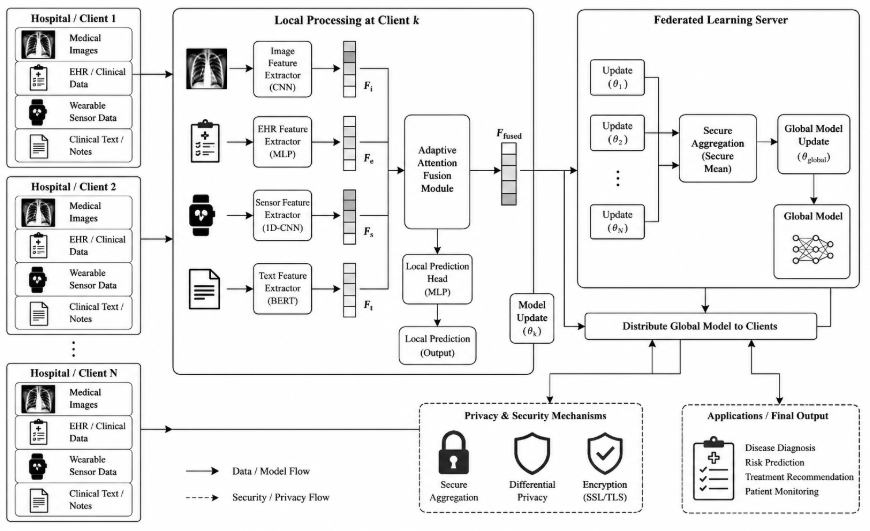 Hospital / Client 1
Medical
Images
EHR / Clinical
Data
Wearable
Sensor Data
Clinical Text /
Notes
Hospital / Client 2
Medical
Images
EHR / Clinical
Data
Wearable
Sensor Data
Clinical Text /
Notes
Hospital / Client N
Medical
Images
EHR / Clinical
Data
Wearable
Sensor Data
Clinical Text /
Notes
Local Processing at Client k
Image
Feature
Extractor
(CNN)
F_i
EHR Feature
Extractor
(MLP)
F_e
Sensor Feature
Extractor
(1D-CNN)
F_s
Text Feature
Extractor
(BERT)
F_t
Adaptive
Attention
Fusion
Module
F_fused
Local Prediction
Head
(MLP)
Local Prediction
(Output)
Model
Update
(θ_k)
Federated Learning Server
Update
(θ_1)
Update
(θ_2)
Update
(θ_N)
Secure
Aggregation
(Secure
Mean)
Global Model
Update
(θ_global)
Global Model
Distribute Global Model to Clients
Privacy & Security Mechanisms
Secure
Aggregation
Differential
Privacy
Encryption
(SSL/TLS)
Applications / Final Output
Disease Diagnosis
Risk Prediction
Treatment Recommendation
Patient Monitoring
Data / Model Flow
Security / Privacy Flow